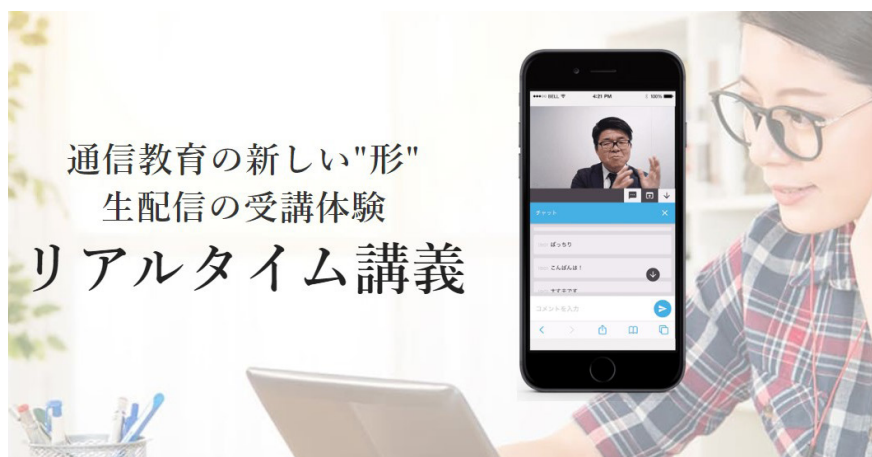 通信教育の新しい"形"
生配信の受講体験
リアルタイム講義
BELL 4:21 PM 100%
チャット
ばっちり
こんばんは！
コメントを入力